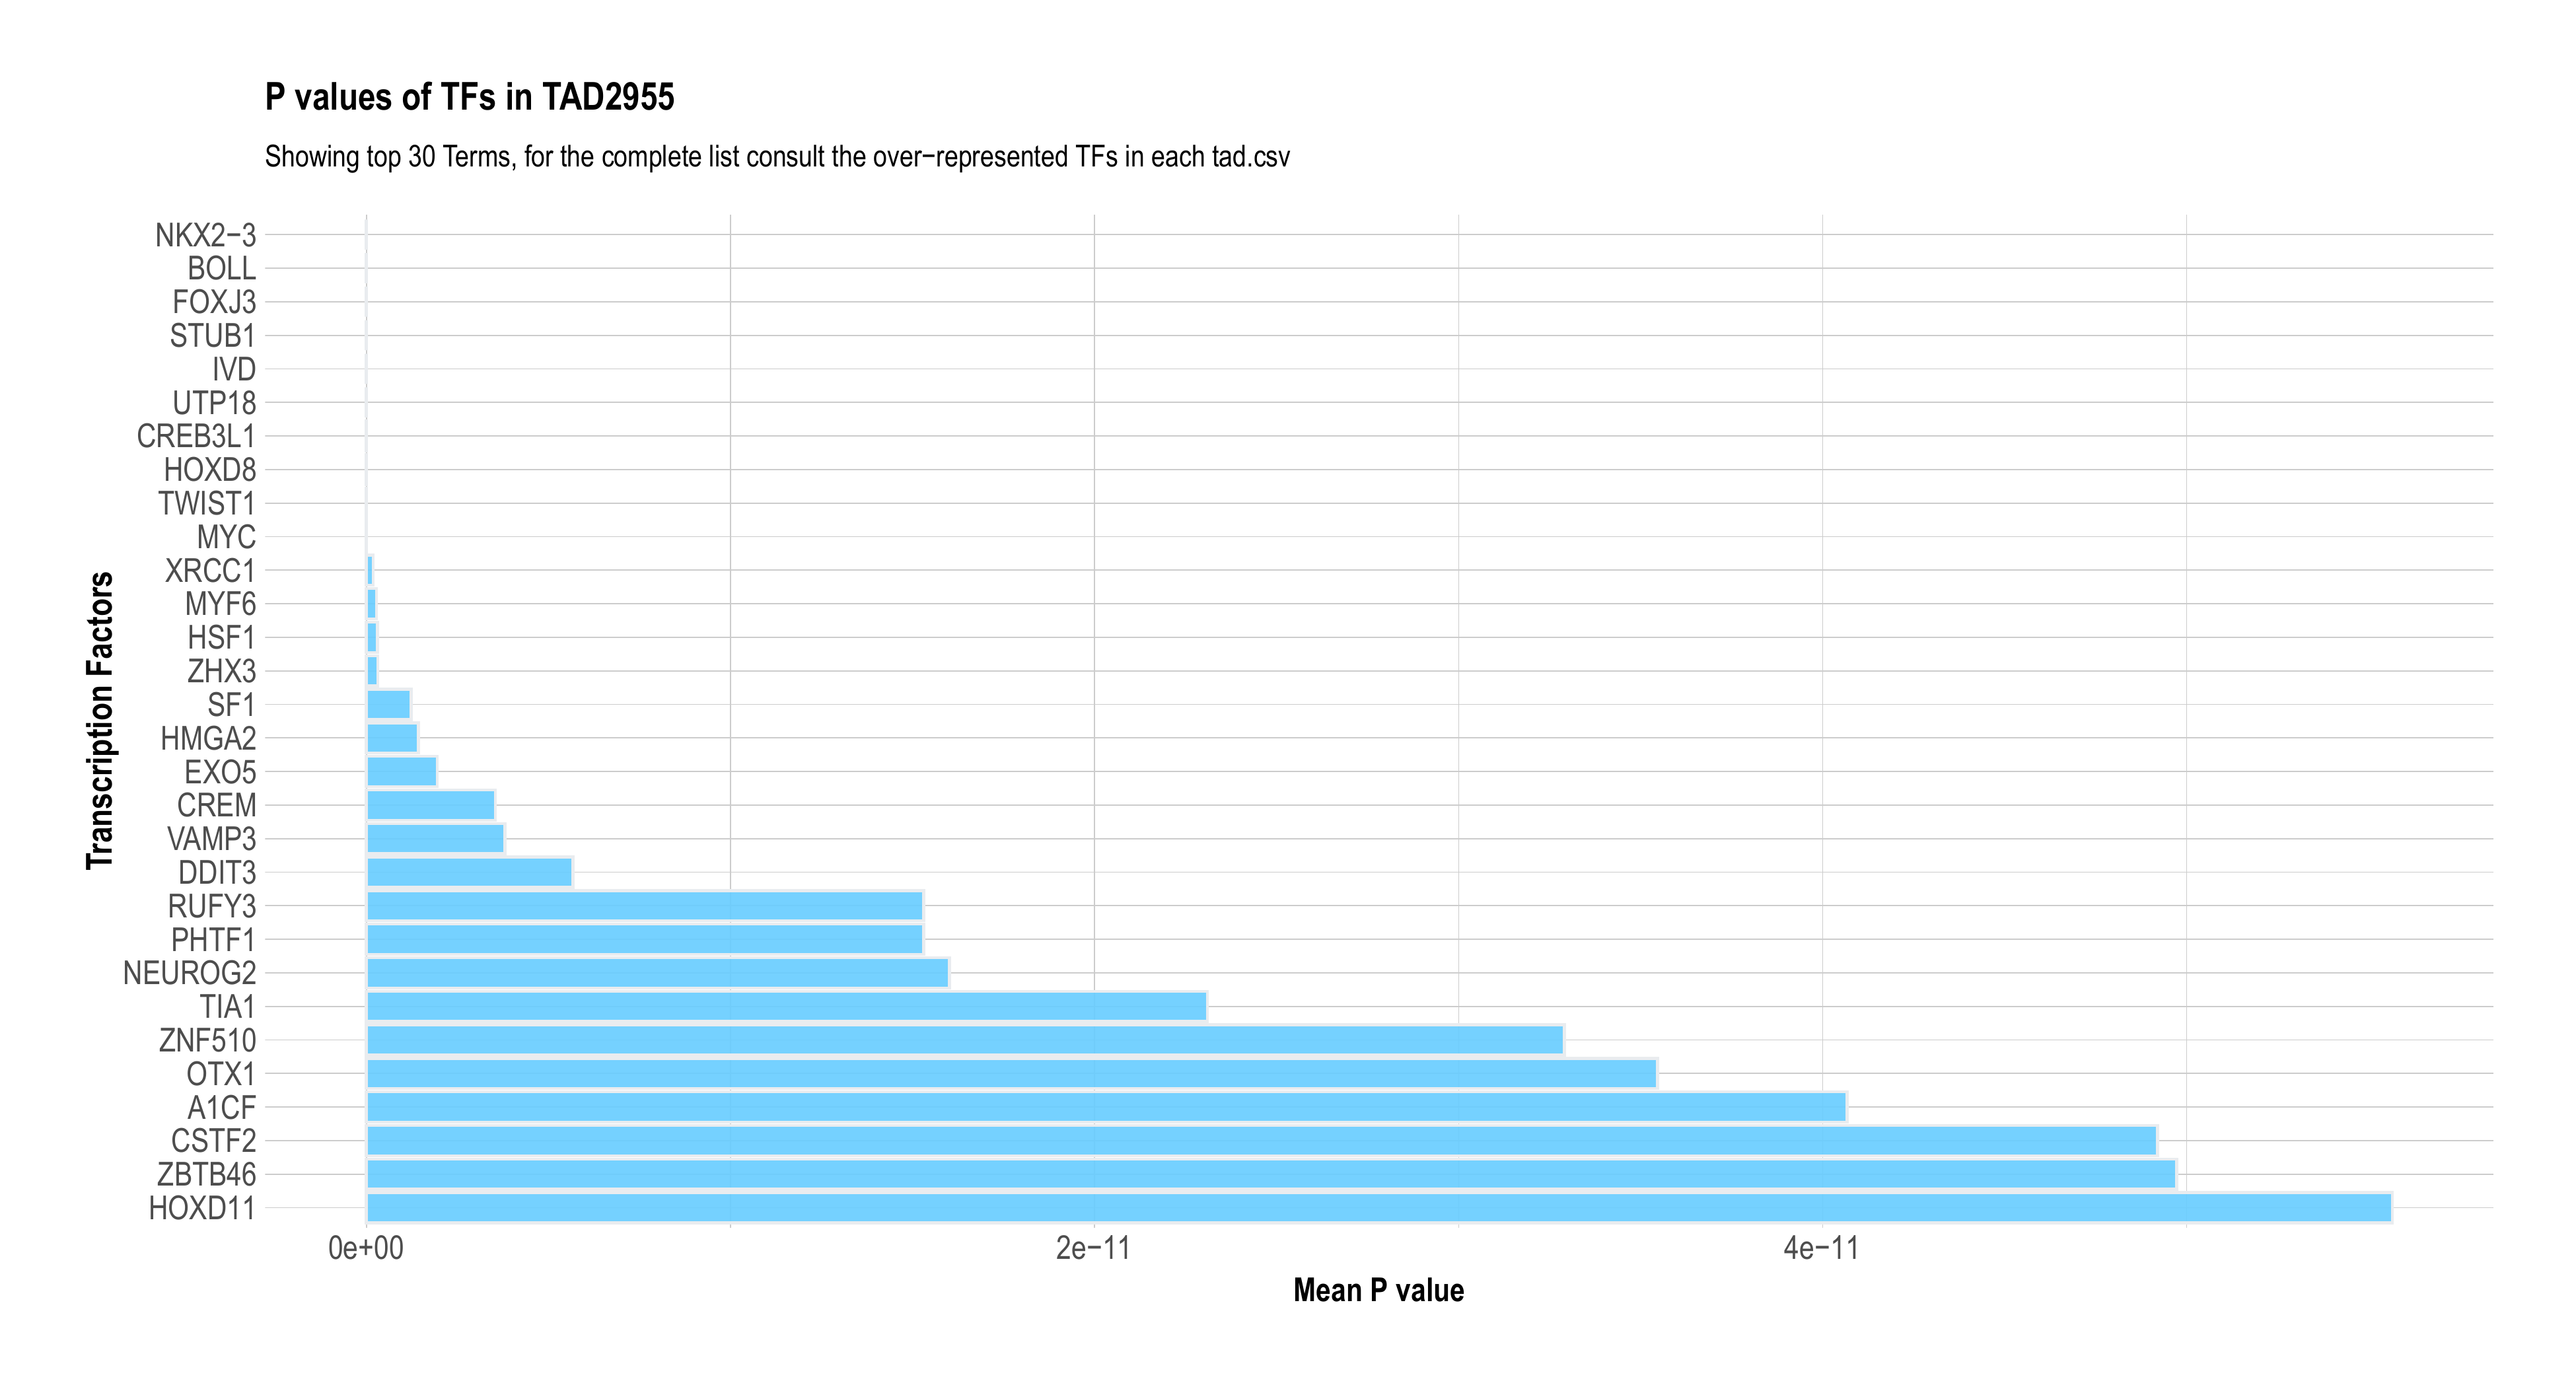 P values of TFs in TAD2955
Showing top 30 Terms, for the complete list consult the over−represented TFs in each tad.csv
Transcription Factors
NKX2−3
BOLL
FOXJ3
STUB1
IVD
UTP18
CREB3L1
HOXD8
TWIST1
MYC
XRCC1
MYF6
HSF1
ZHX3
SF1
HMGA2
EXO5
CREM
VAMP3
DDIT3
RUFY3
PHTF1
NEUROG2
TIA1
ZNF510
OTX1
A1CF
CSTF2
ZBTB46
HOXD11
0e+00
2e−11
4e−11
Mean P value